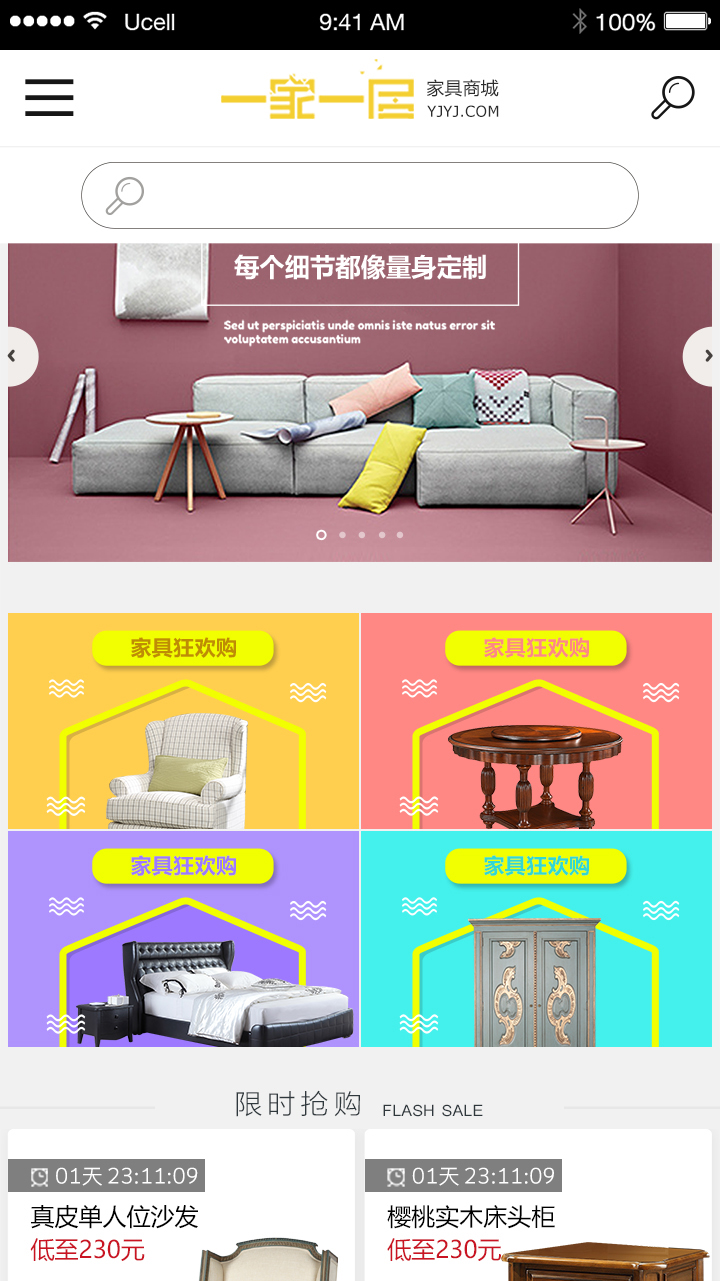 Ucell 9:41 AM 100%
一家一居 家具商城
YJYJ.COM
每个细节都像量身定制
Sed ut perspiciatis unde omnis iste natus error sit
voluptatem accusantium
家具狂欢购 家具狂欢购
家具狂欢购 家具狂欢购
限时抢购 FLASH SALE
01天 23:11:09 01天 23:11:09
真皮单人位沙发 樱桃实木床头柜
低至230元 低至230元